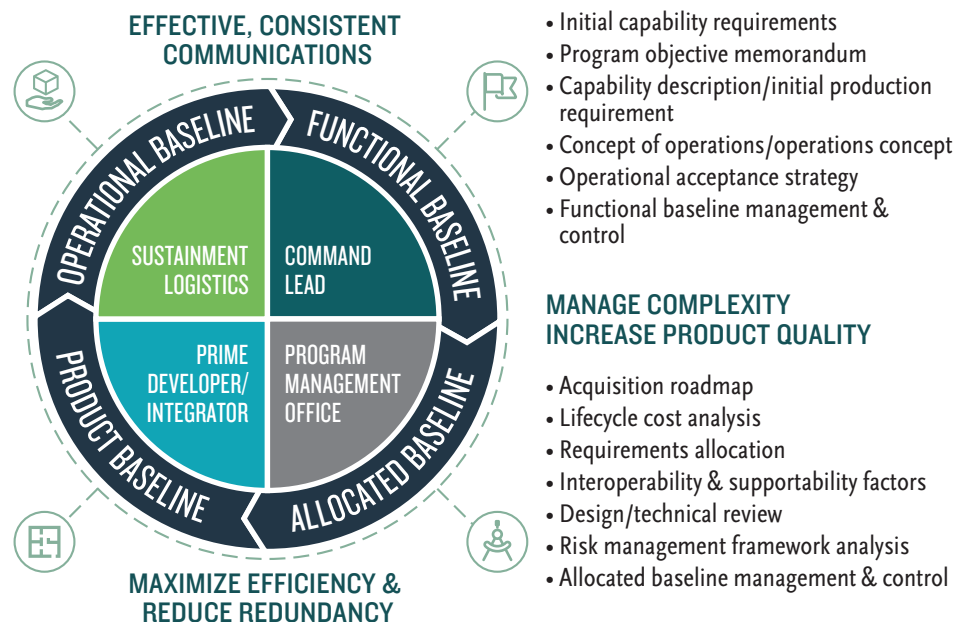 EFFECTIVE, CONSISTENT
COMMUNICATIONS
OPERATIONAL BASELINE
FUNCTIONAL BASELINE
SUSTAINMENT
LOGISTICS
COMMAND
LEAD
PRIME
DEVELOPER/
INTEGRATOR
PROGRAM
MANAGEMENT
OFFICE
PRODUCT BASELINE
ALLOCATED BASELINE
MAXIMIZE EFFICIENCY &
REDUCE REDUNDANCY
• Initial capability requirements
• Program objective memorandum
• Capability description/initial production
requirement
• Concept of operations/operations concept
• Operational acceptance strategy
• Functional baseline management &
control
MANAGE COMPLEXITY
INCREASE PRODUCT QUALITY
• Acquisition roadmap
• Lifecycle cost analysis
• Requirements allocation
• Interoperability & supportability factors
• Design/technical review
• Risk management framework analysis
• Allocated baseline management & control